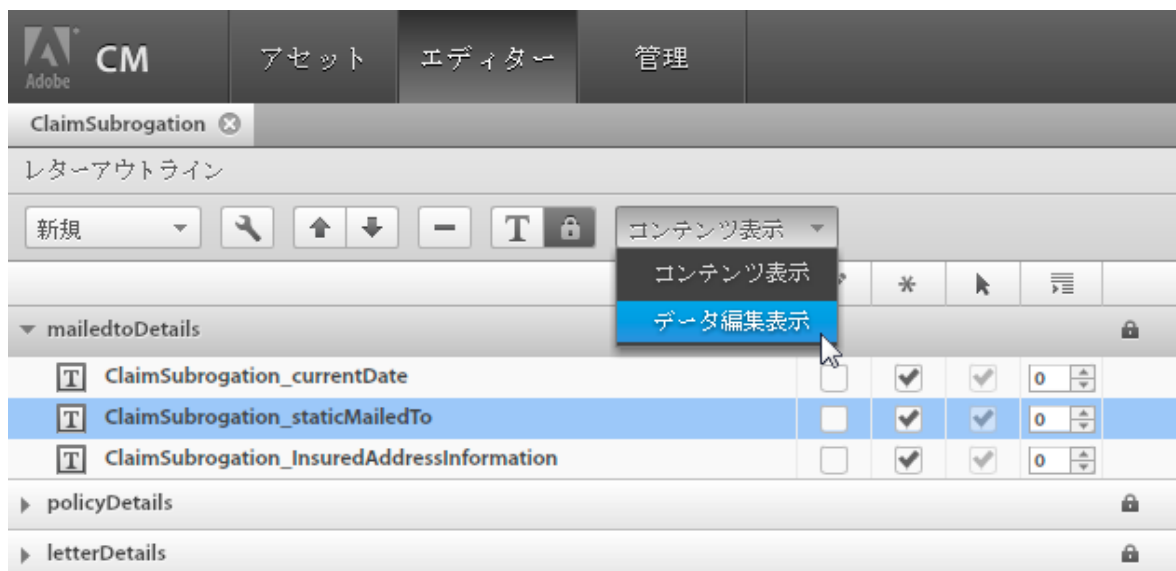 Adobe CM アセット エディター 管理
ClaimSubrogation
レターアウトライン
新規 T コンテンツ表示
コンテンツ表示
データ編集表示
mailedtoDetails
T ClaimSubrogation_currentDate 0
T ClaimSubrogation_staticMailedTo 0
T ClaimSubrogation_InsuredAddressInformation 0
policyDetails
letterDetails